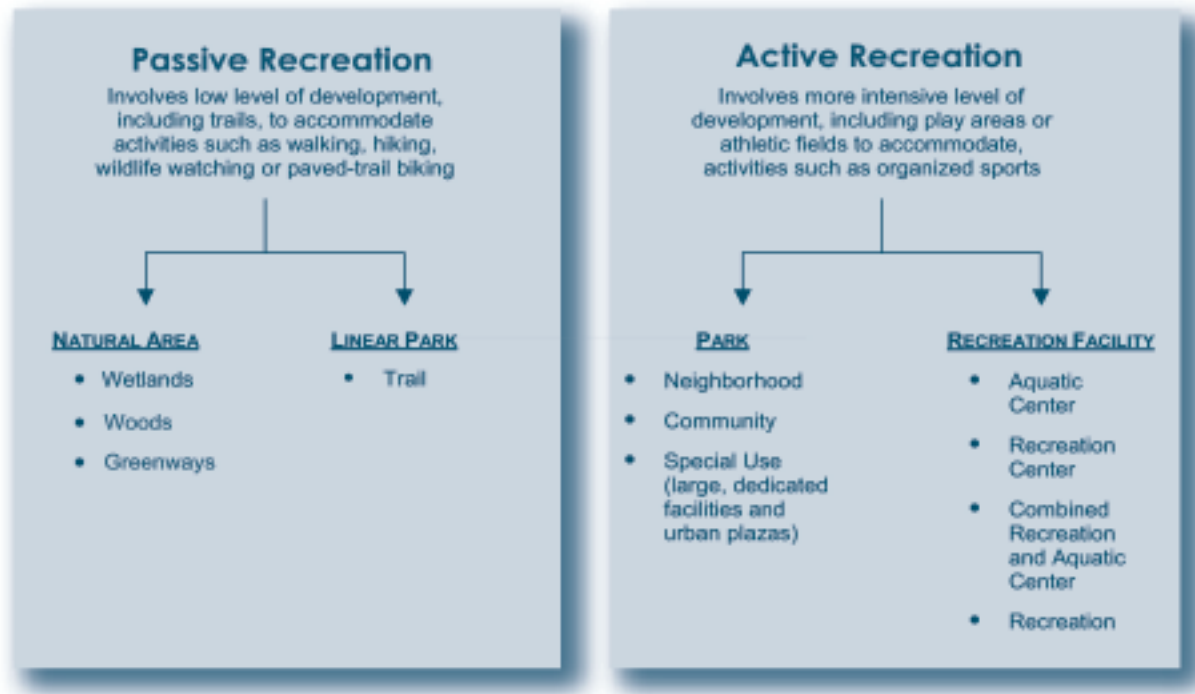 Passive Recreation
Involves low level of development,
including trails, to accommodate
activities such as walking, hiking,
wildlife watching or paved-trail biking
NATURAL AREA
• Wetlands
• Woods
• Greenways
LINEAR PARK
• Trail
Active Recreation
Involves more intensive level of
development, including play areas or
athletic fields to accommodate,
activities such as organized sports
PARK
• Neighborhood
• Community
• Special Use
(large, dedicated
facilities and
urban plazas)
RECREATION FACILITY
• Aquatic
Center
• Recreation
Center
• Combined
Recreation
and Aquatic
Center
• Recreation